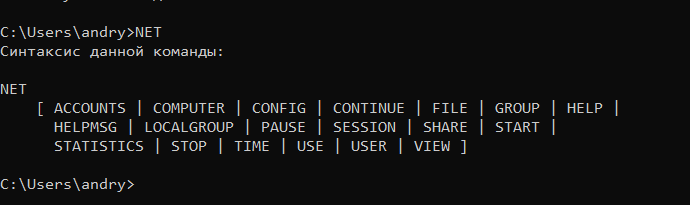 C:\Users\andry>NET
Синтаксис данной команды:
NET
[ ACCOUNTS | COMPUTER | CONFIG | CONTINUE | FILE | GROUP | HELP |
HELPMSG | LOCALGROUP | PAUSE | SESSION | SHARE | START |
STATISTICS | STOP | TIME | USE | USER | VIEW ]
C:\Users\andry>